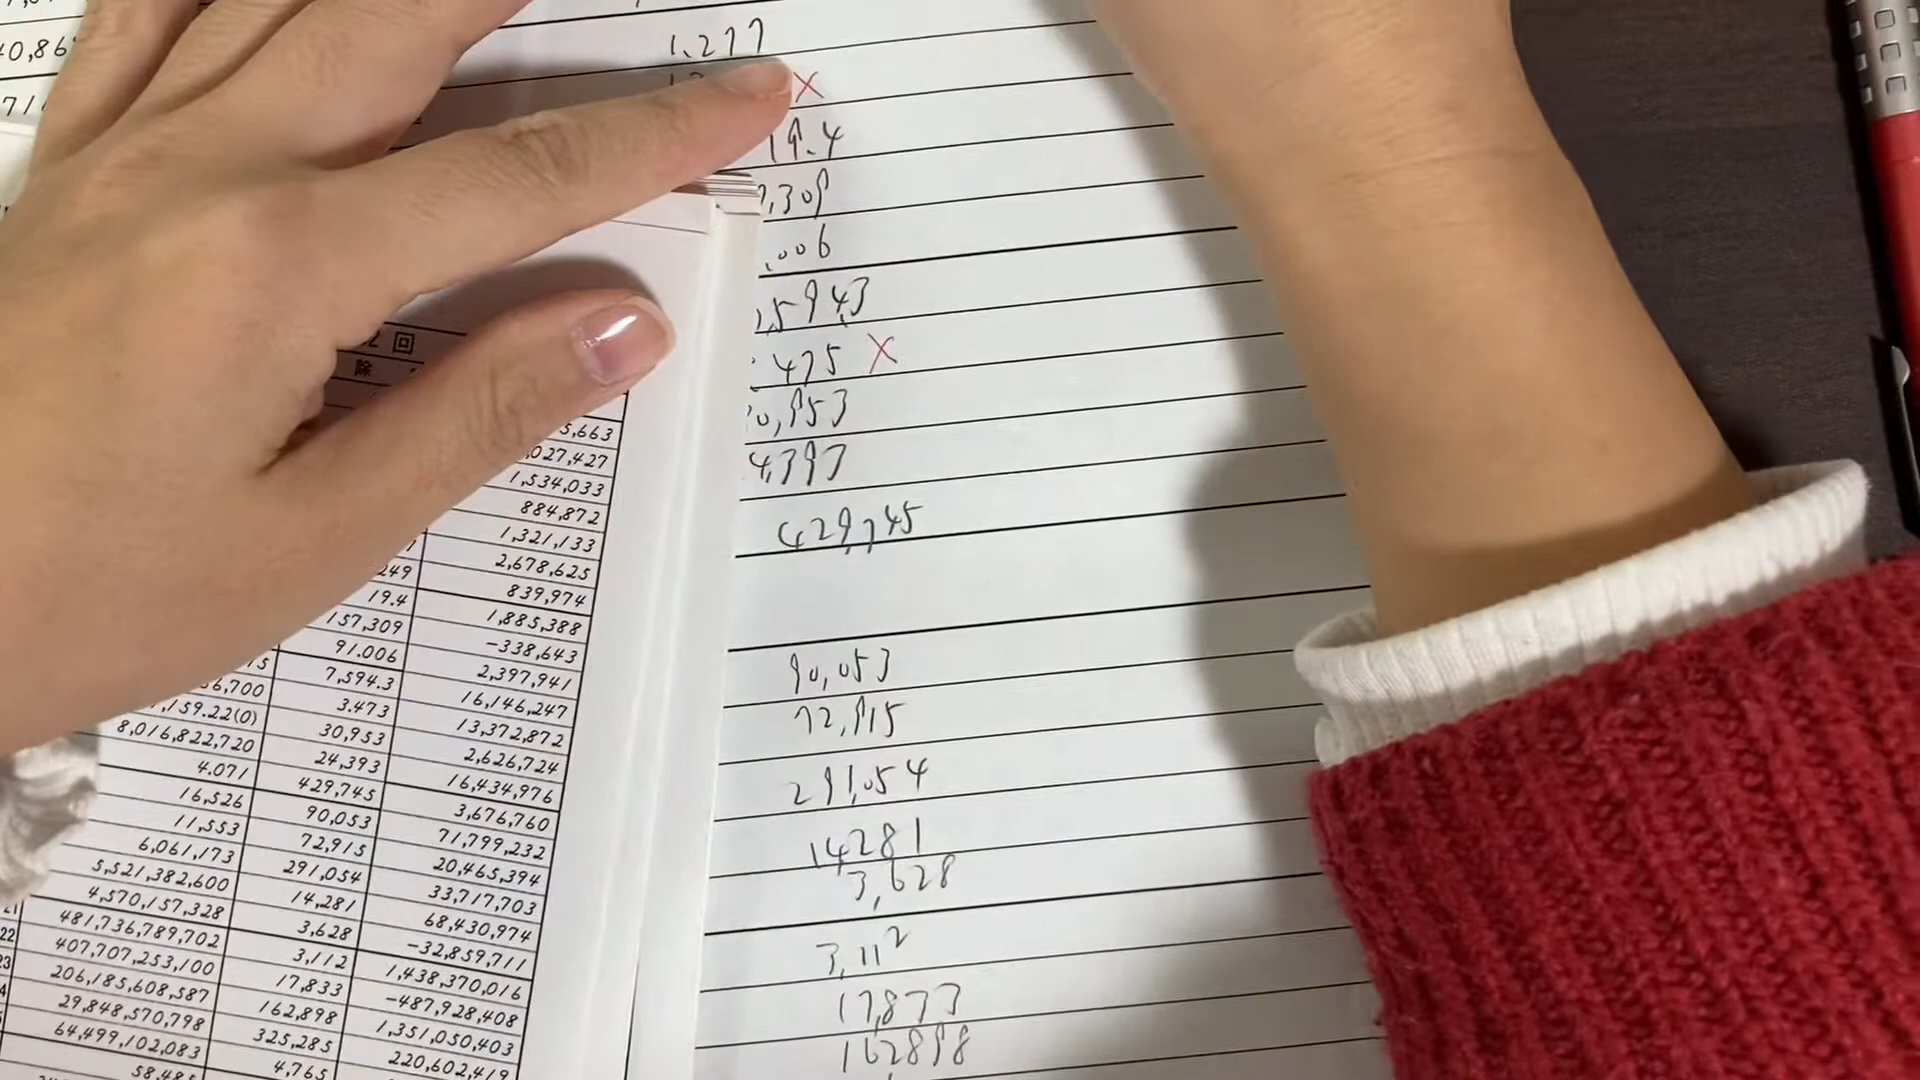 1,277
X
19.4
,309
.006
,594.3
475 X
0,953
4,393
429,745
90,053
72,915
291,054
14281
3,628
3,112
17,833
162898
回
除
5,663
,027,427
1,534,033
884,872
1,321,133
249 2,678,625
19.4 839,974
157,309 1,885,388
91.006 -338,643
7,594.3 2,397,941
6,700 3.473 16,146,247
,159.22(0) 30,953 13,372,872
8,016,822,720 24,393 2,626,724
4.071 429,745 16,434,976
16,526 90,053 3,676,760
11,553 72,915 71,799,232
6,061,173 291,054 20,465,394
5,521,382,600 14,281 33,717,703
21 4,570,157,328 3,628 68,430,974
22 481,736,789,702 3,112 -32,859,711
23 407,707,253,100 17,833 1,438,370,016
206,185,608,587 162,898 -487,928,408
29,848,570,798 325,285 1,351,050,403
64,499,102,083 4,765 220,602,419